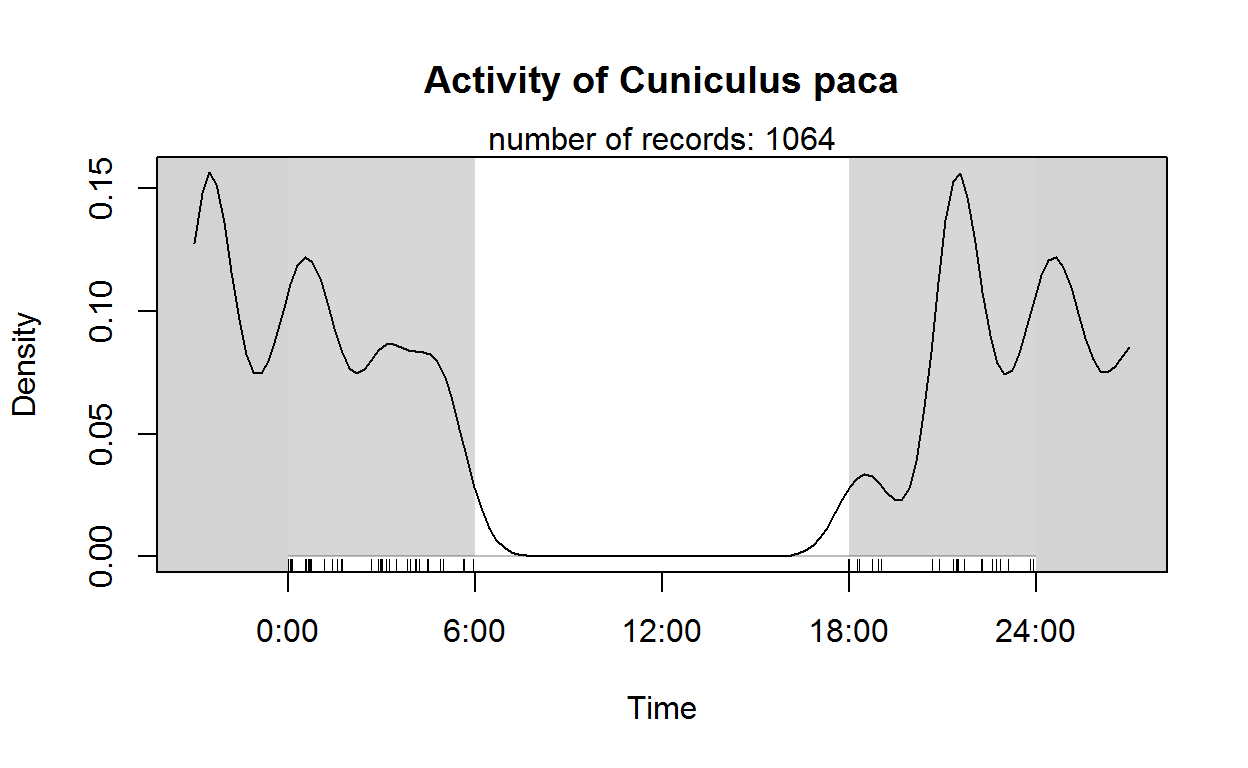 Activity of Cuniculus paca
number of records: 1064
Density
0.15
0.10
0.05
0.00
0:00 6:00 12:00 18:00 24:00
Time